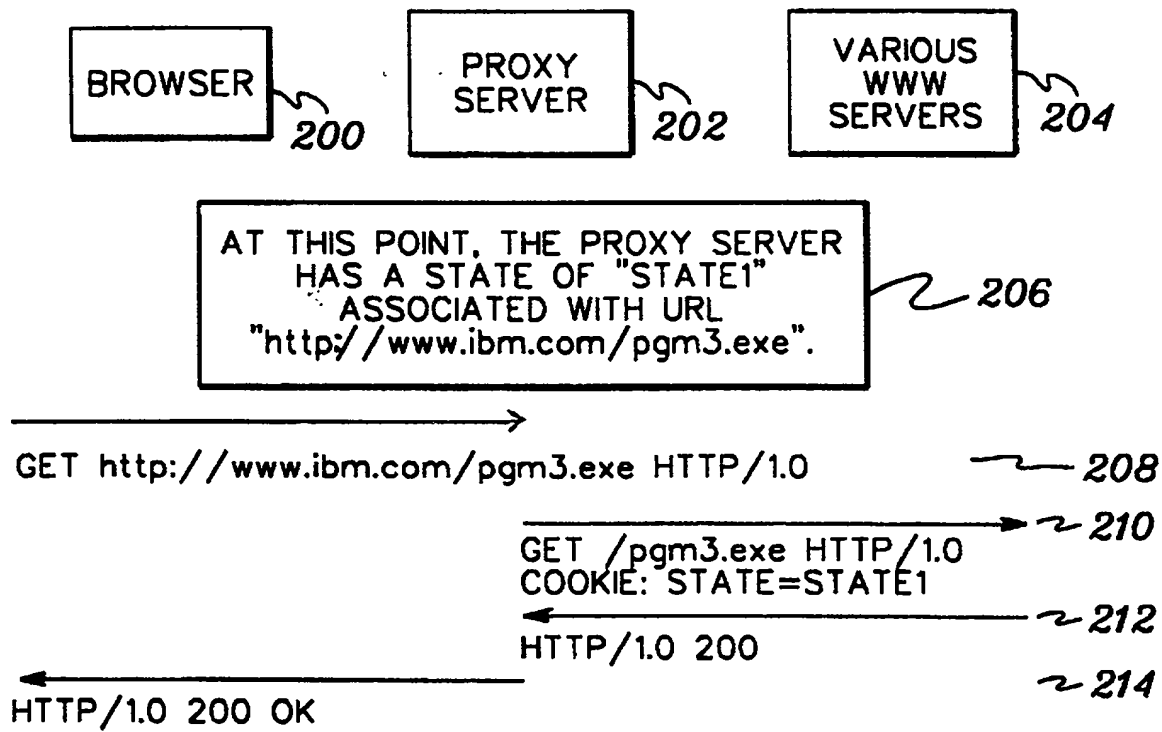 BROWSER
200
PROXY
SERVER
202
VARIOUS
WWW
SERVERS
204
AT THIS POINT, THE PROXY SERVER
HAS A STATE OF "STATE1"
ASSOCIATED WITH URL
"http://www.ibm.com/pgm3.exe".
206
GET http://www.ibm.com/pgm3.exe HTTP/1.0
208
210
GET /pgm3.exe HTTP/1.0
COOKIE: STATE=STATE1
212
HTTP/1.0 200
214
HTTP/1.0 200 OK